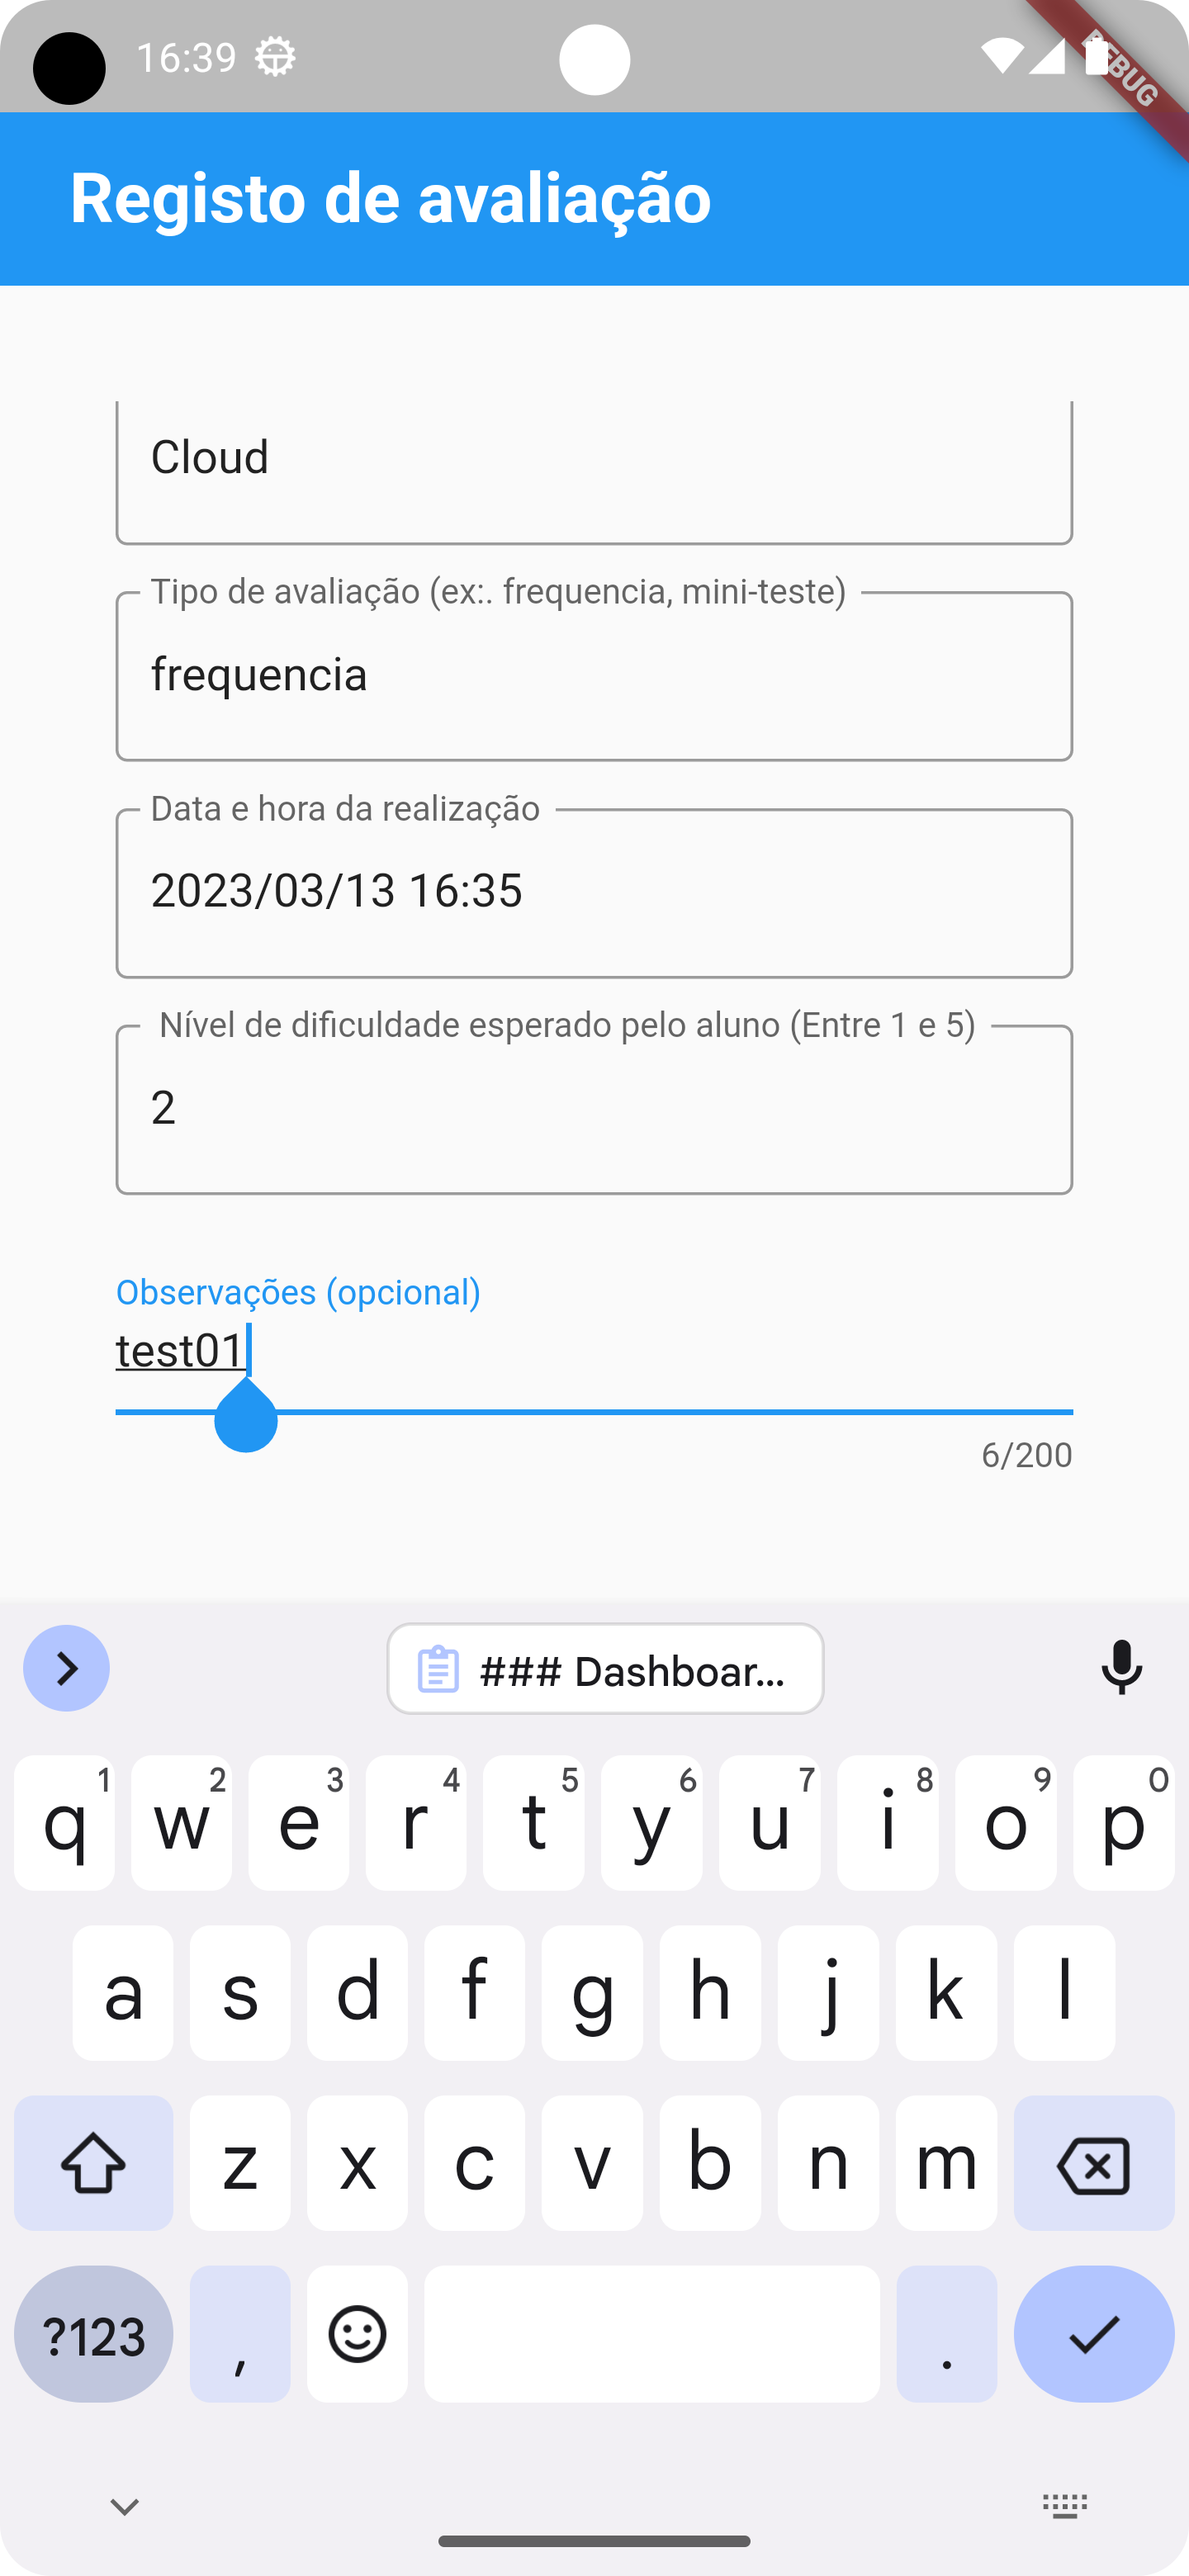 16:39
DEBUG
Registo de avaliação
Cloud
Tipo de avaliação (ex:. frequencia, mini-teste)
frequencia
Data e hora da realização
2023/03/13 16:35
Nível de dificuldade esperado pelo aluno (Entre 1 e 5)
2
Observações (opcional)
test01
6/200
### Dashboar...
q 1 w 2 e 3 r 4 t 5 y 6 u 7 i 8 o 9 p 0
a s d f g h j k l
z x c v b n m
?123 , .